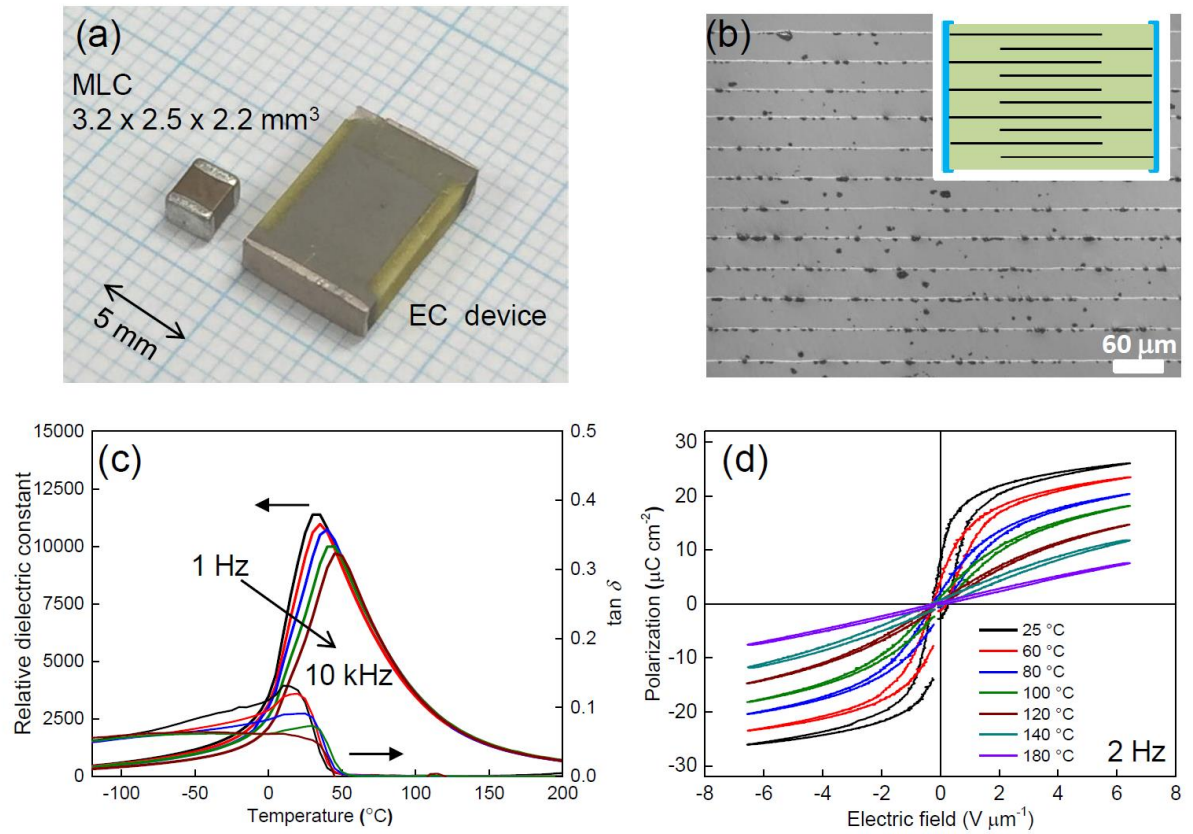 (a)
MLC
3.2 x 2.5 x 2.2 mm³
5 mm
EC device
(b)
60 μm
(c)
15000
12500
10000
7500
5000
2500
0
Relative dielectric constant
0.5
0.4
0.3
0.2
0.1
0.0
tan δ
1 Hz
10 kHz
-100 -50 0 50 100 150 200
Temperature (°C)
(d)
30
20
10
0
-10
-20
-30
Polarization (μC cm⁻²)
25 °C
60 °C
80 °C
100 °C
120 °C
140 °C
180 °C
2 Hz
-8 -6 -4 -2 0 2 4 6 8
Electric field (V μm⁻¹)